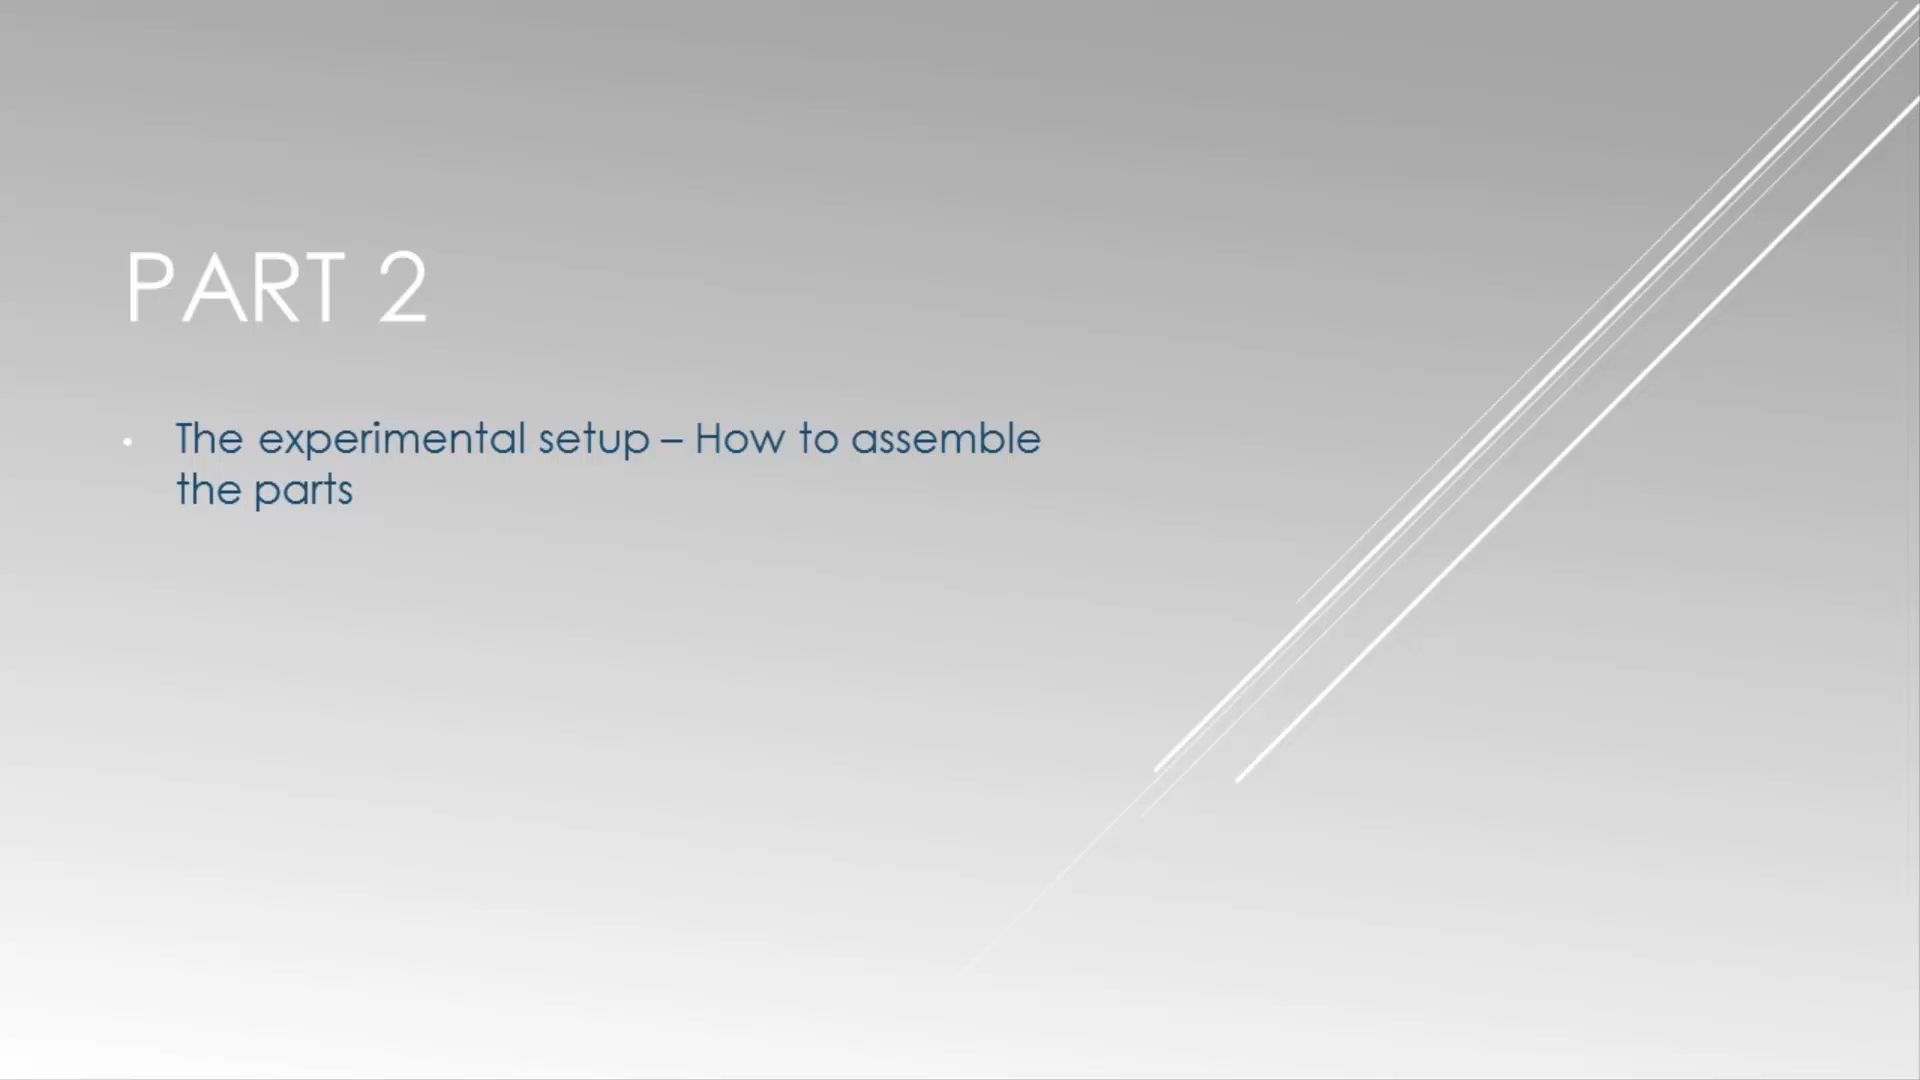 PART 2
• The experimental setup – How to assemble
the parts